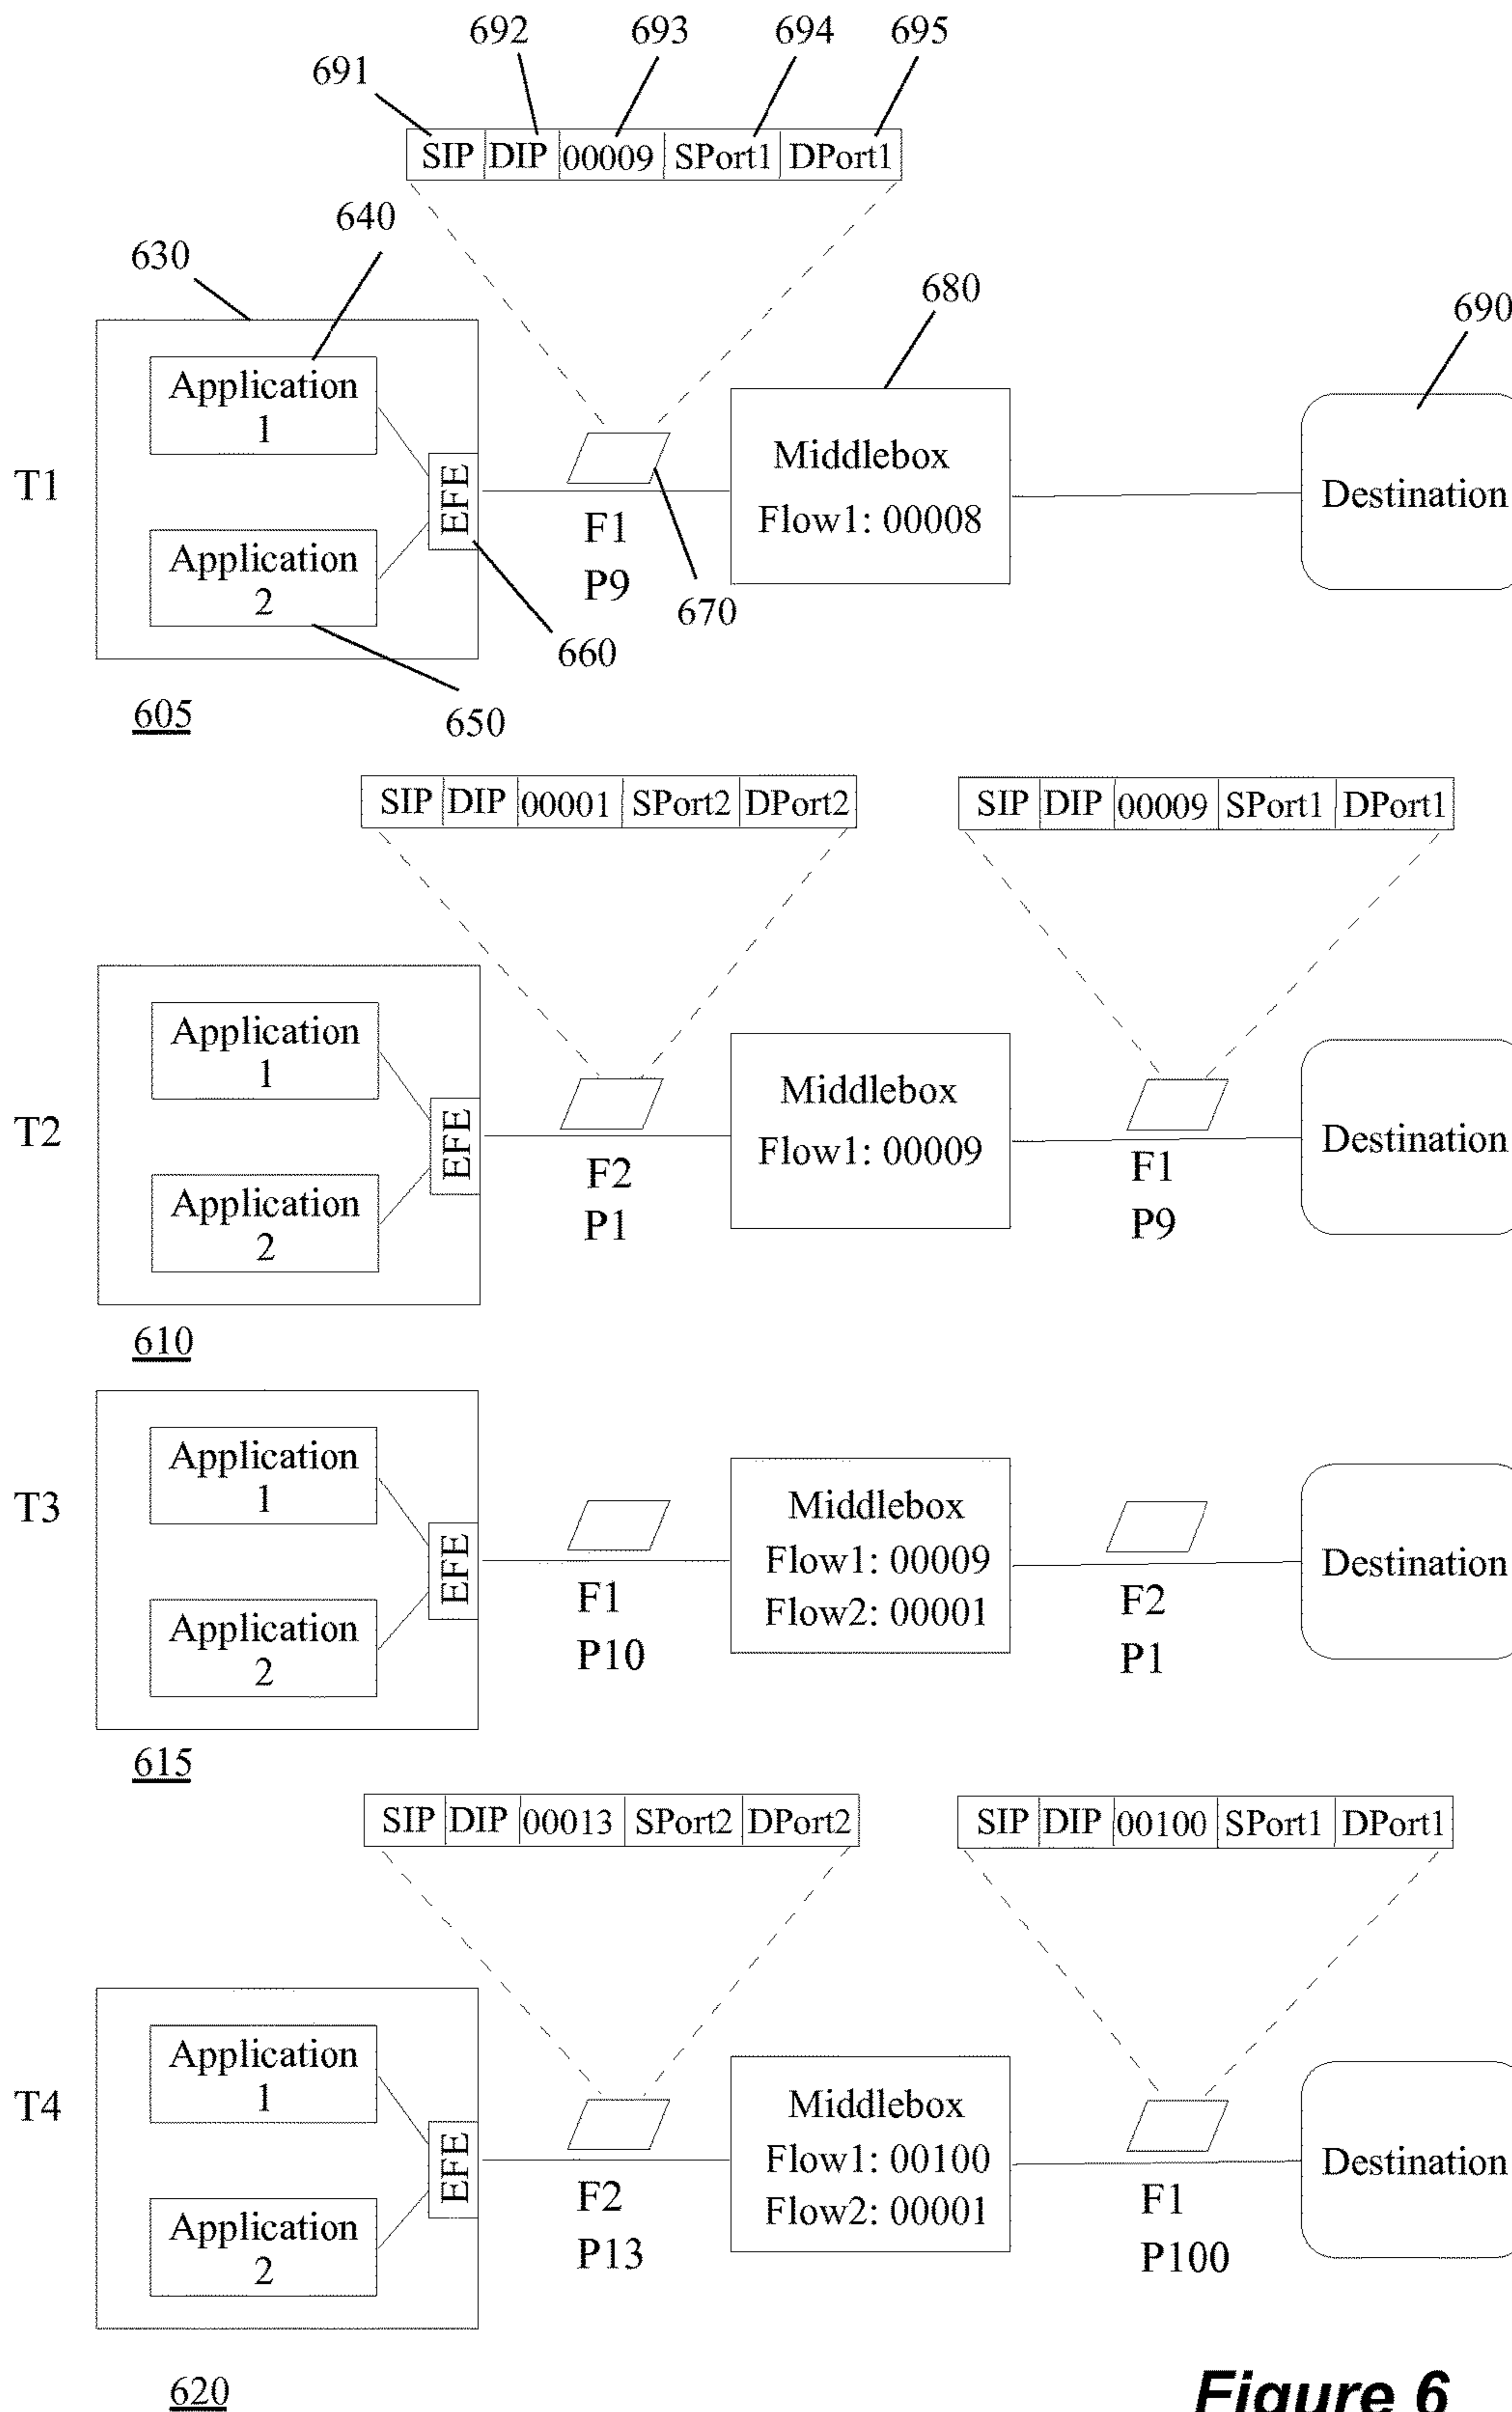 692 693 694 695
691
SIP DIP 00009 SPort1 DPort1
640
630
680
690
Application
1
Middlebox
T1
EFE
Destination
Flow1: 00008
F1
Application
2
P9
670
660
605
650
SIP DIP 00001 SPort2 DPort2
SIP DIP 00009 SPort1 DPort1
Application
1
Middlebox
T2
EFE
Destination
Flow1: 00009
F2
F1
Application
2
P1
P9
610
Application
1
T3
Middlebox
EFE
Flow1: 00009
Destination
F1
Flow2: 00001
F2
Application
2
P10
P1
615
SIP DIP 00013 SPort2 DPort2
SIP DIP 00100 SPort1 DPort1
Application
1
T4
Middlebox
EFE
Flow1: 00100
Destination
F2
Flow2: 00001
F1
Application
2
P13
P100
620
Figure 6